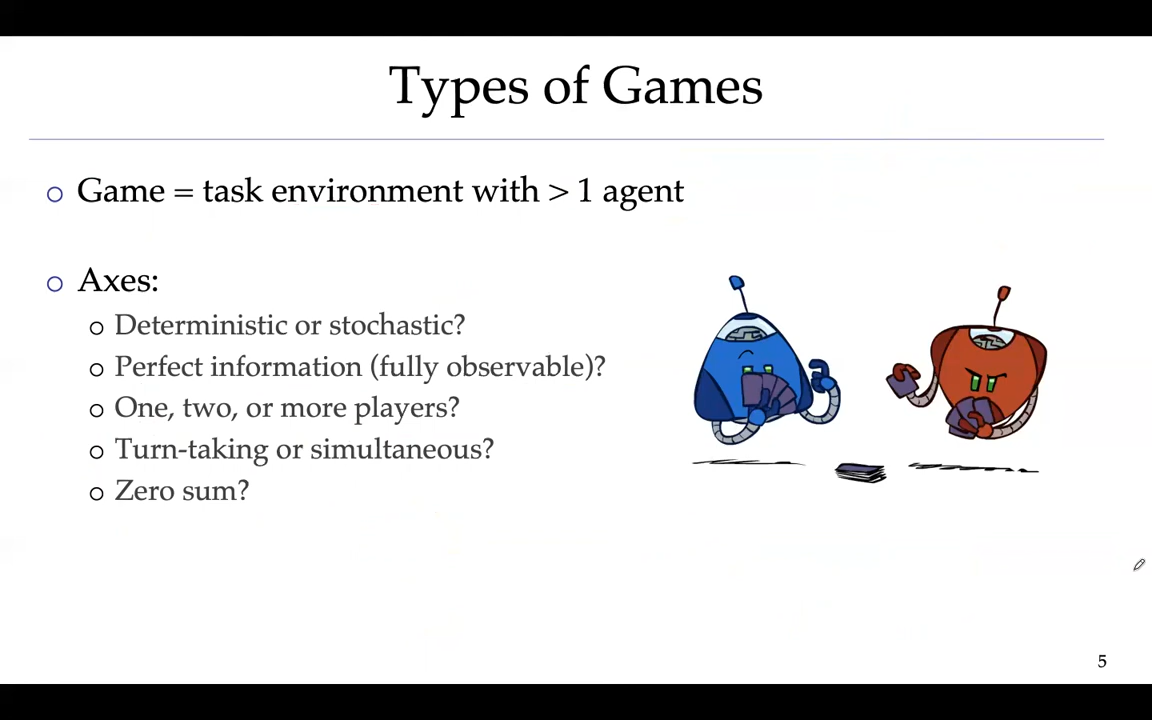 Types of Games
Game = task environment with > 1 agent
Axes:
Deterministic or stochastic?
Perfect information (fully observable)?
One, two, or more players?
Turn-taking or simultaneous?
Zero sum?
5